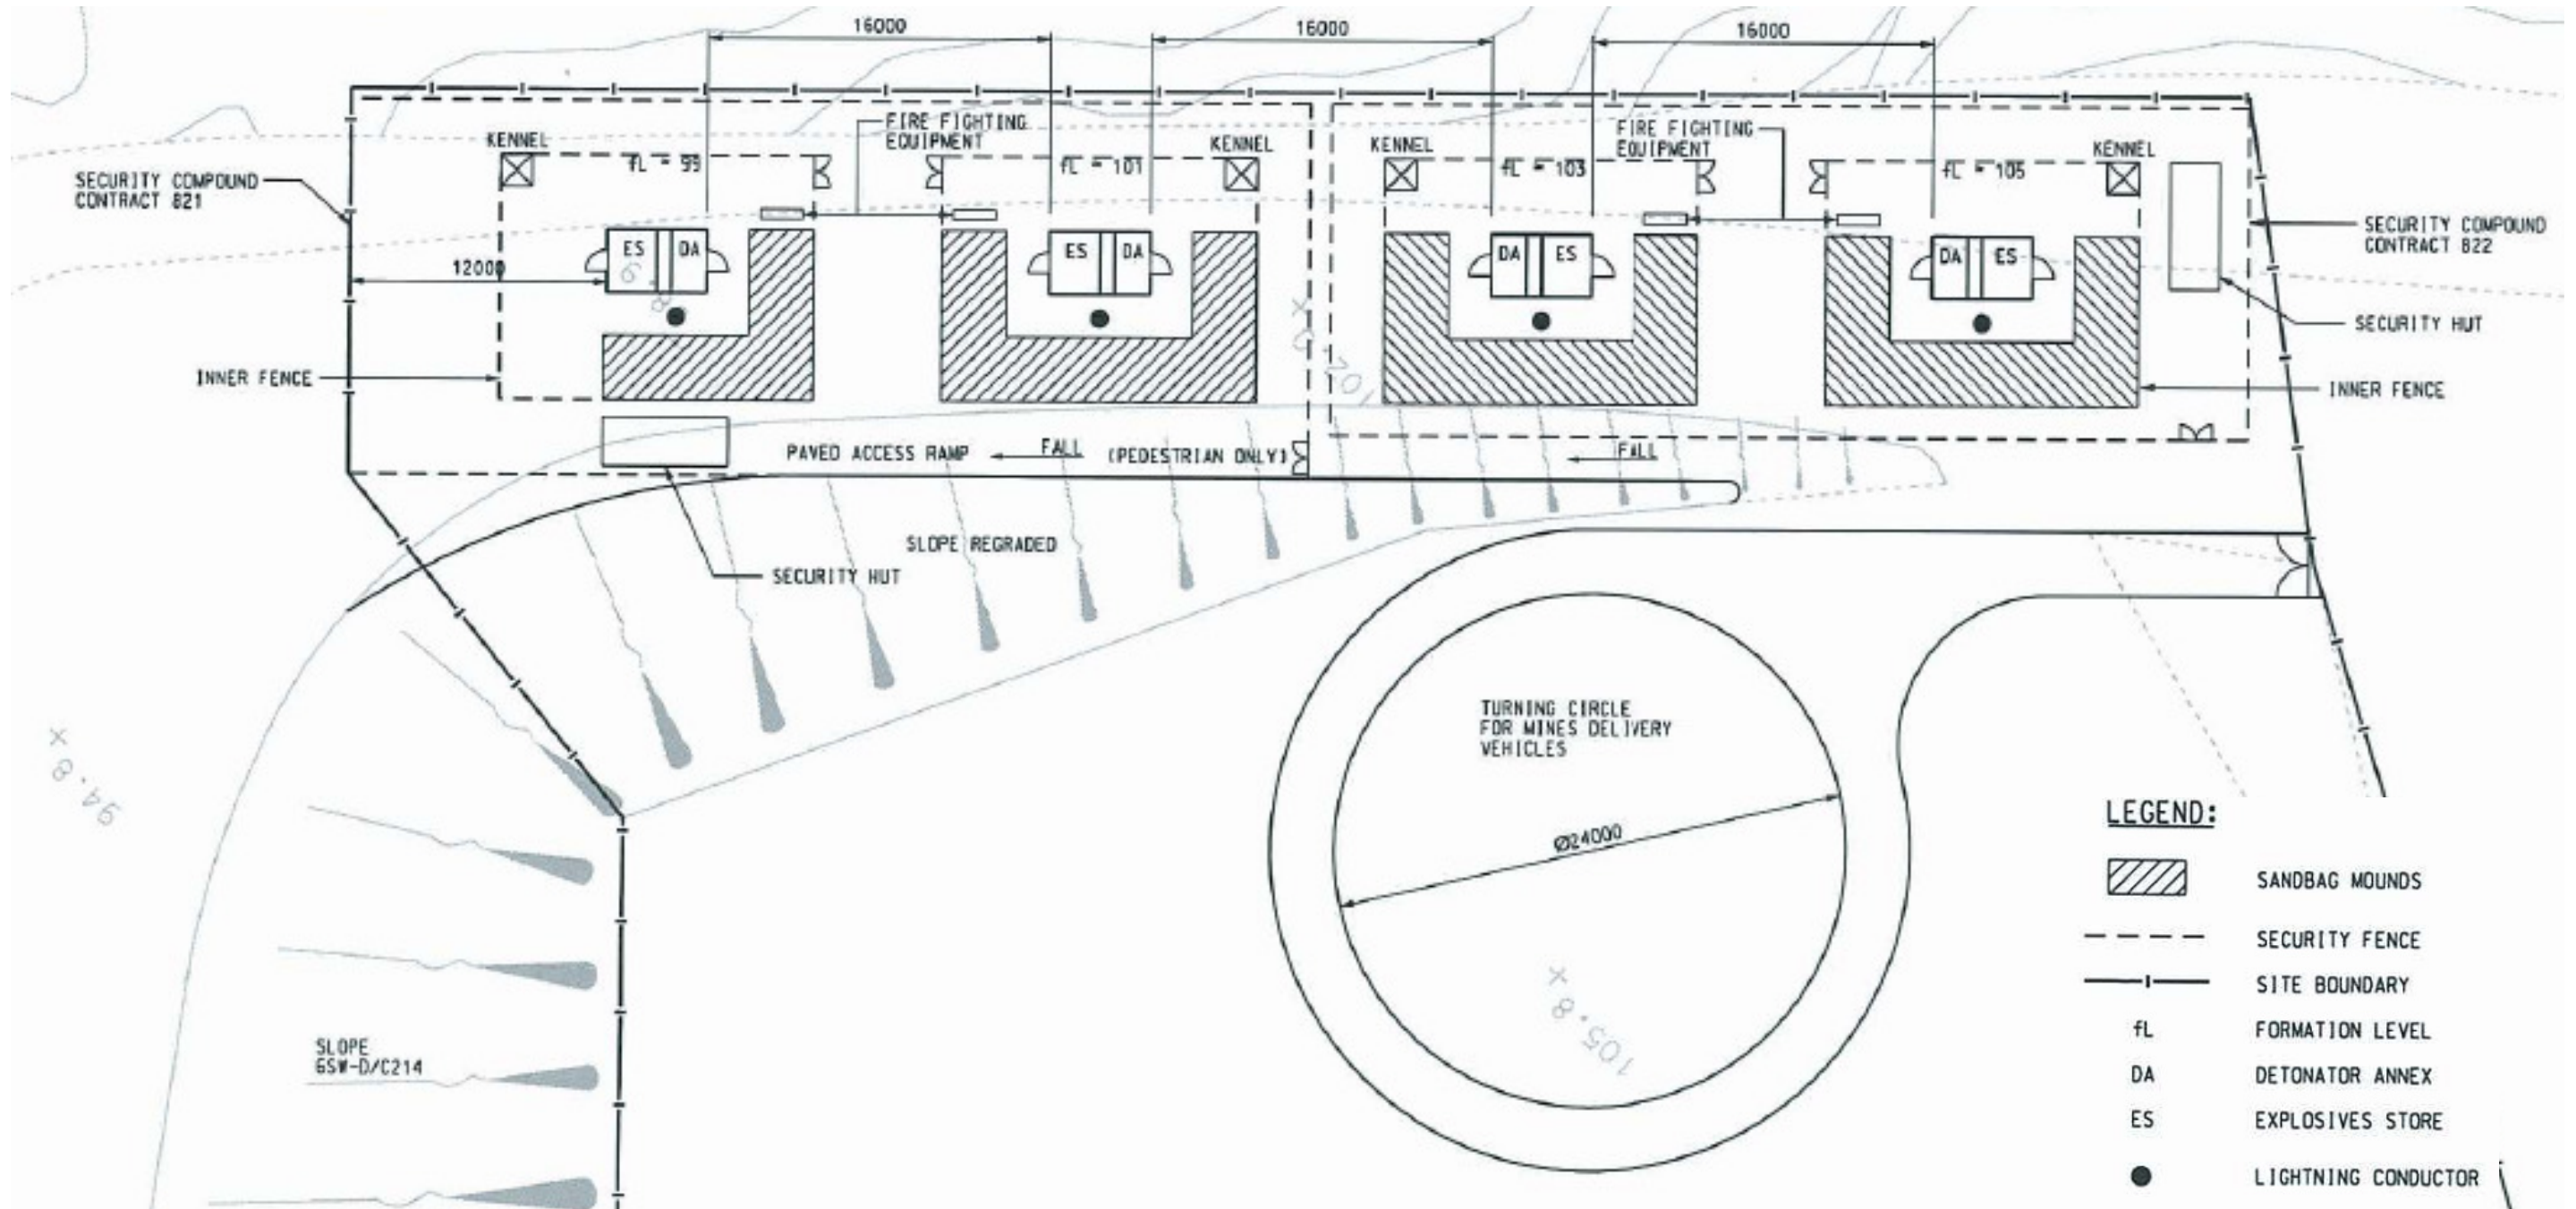 16000
16000
16000
KENNEL
FIRE FIGHTING
EQUIPMENT
KENNEL
KENNEL
FIRE FIGHTING
EQUIPMENT
KENNEL
fL = 99
fL = 101
fL = 103
fL = 105
SECURITY COMPOUND
CONTRACT 821
SECURITY COMPOUND
CONTRACT 822
ES DA
ES DA
DA ES
DA ES
12000
SECURITY HUT
INNER FENCE
INNER FENCE
PAVED ACCESS RAMP
FALL
(PEDESTRIAN ONLY)
FALL
SLOPE REGRADED
SECURITY HUT
TURNING CIRCLE
FOR MINES DELIVERY
VEHICLES
94.8 x
Ø24000
105.8 x
SLOPE
6SW-D/C214
LEGEND:
SANDBAG MOUNDS
SECURITY FENCE
SITE BOUNDARY
fL FORMATION LEVEL
DA DETONATOR ANNEX
ES EXPLOSIVES STORE
LIGHTNING CONDUCTOR